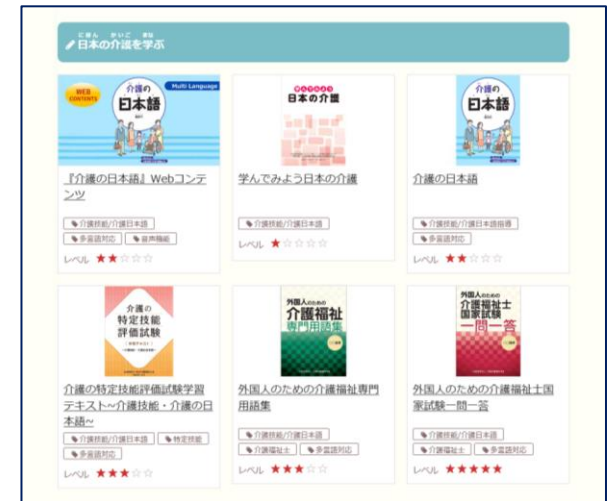 にほん かいご まな
日本の介護を学ぶ
WEB
CONTENTS
介護の
日本語
Multi Language
『介護の日本語』Webコンテ
ンツ
介護技能/介護日本語
多言語対応 音声機能
レベル ★★☆☆☆
学んでみよう
日本の介護
学んでみよう日本の介護
介護技能/介護日本語
レベル ★☆☆☆☆
介護の
日本語
介護の日本語
介護技能/介護日本語指導
多言語対応
レベル ★★☆☆☆
介護の
特定技能
評価試験
介護の特定技能評価試験学習
テキスト~介護技能・介護の日
本語~
介護技能/介護日本語 特定技能
多言語対応
レベル ★★★☆☆
外国人のための
介護福祉
専門用語集
外国人のための介護福祉専門
用語集
介護技能/介護日本語
介護福祉士 多言語対応
レベル ★★★☆☆
外国人のための
介護福祉士
国家試験
一問一答
外国人のための介護福祉士国
家試験一問一答
介護技能/介護日本語
介護福祉士 多言語対応
レベル ★★★★★